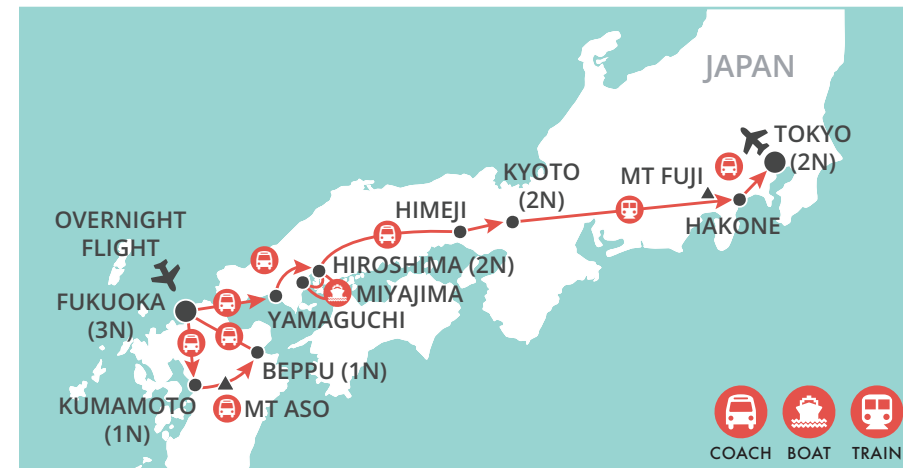 JAPAN
TOKYO
(2N)
KYOTO
(2N)
MT FUJI
HAKONE
HIMEJI
OVERNIGHT
FLIGHT
HIROSHIMA (2N)
MIYAJIMA
FUKUOKA
(3N)
YAMAGUCHI
BEPPU (1N)
KUMAMOTO
(1N)
MT ASO
COACH
BOAT
TRAIN